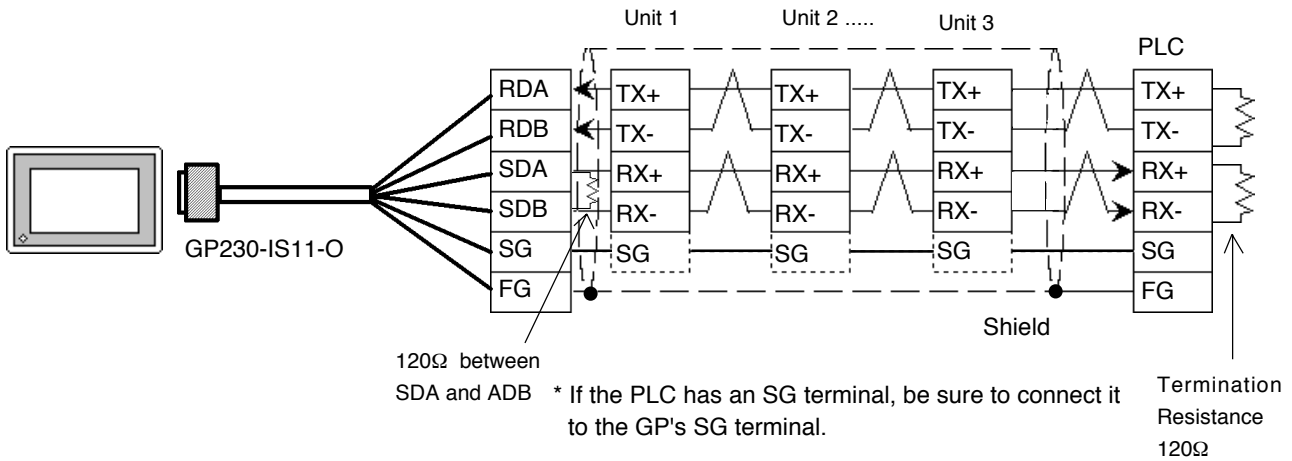 Unit 1 Unit 2 ..... Unit 3
PLC
RDA TX+ TX+ TX+ TX+
RDB TX- TX- TX- TX-
SDA RX+ RX+ RX+ RX+
SDB RX- RX- RX- RX-
SG SG SG SG SG
FG FG
GP230-IS11-O
Shield
120Ω between
SDA and ADB
* If the PLC has an SG terminal, be sure to connect it
to the GP's SG terminal.
Termination
Resistance
120Ω